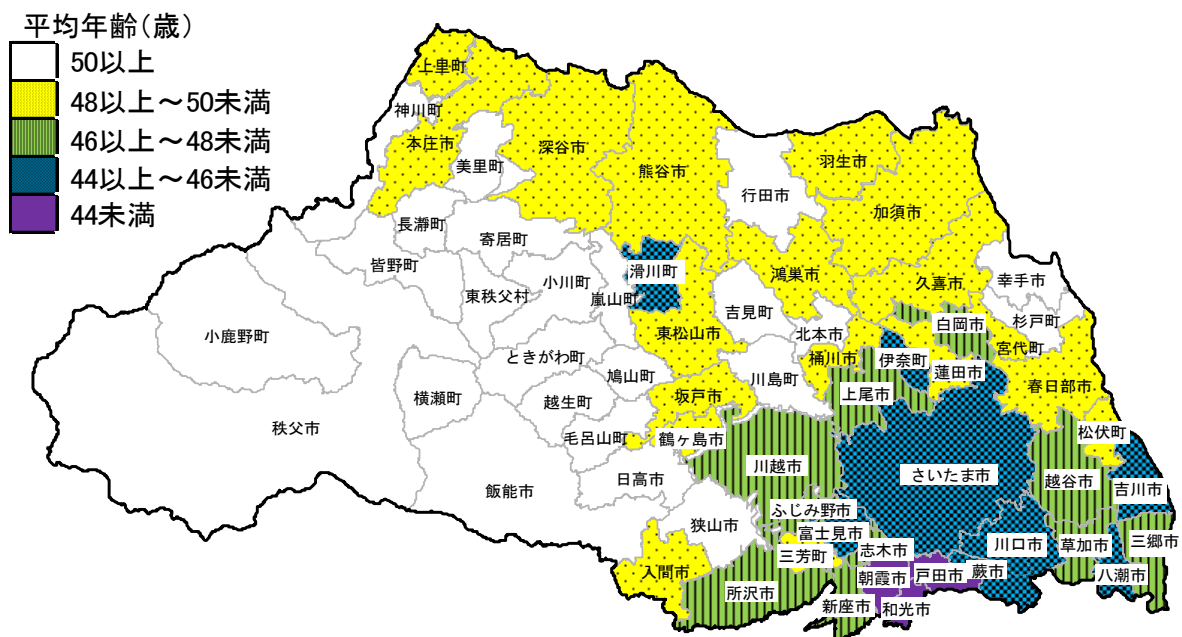 平均年齢(歳)
50以上
48以上～50未満
46以上～48未満
44以上～46未満
44未満
上里町
神川町
本庄市
美里町
深谷市
熊谷市
行田市
羽生市
加須市
長瀞町
寄居町
皆野町
滑川町
鴻巣市
久喜市
幸手市
小川町
東秩父村
嵐山町
吉見町
杉戸町
白岡市
小鹿野町
東松山市
北本市
宮代町
ときがわ町
桶川市
伊奈町
蓮田市
鳩山町
川島町
春日部市
横瀬町
越生町
坂戸市
上尾市
秩父市
毛呂山町
鶴ヶ島市
松伏町
川越市
さいたま市
越谷市
日高市
飯能市
吉川市
狭山市
ふじみ野市
富士見市
志木市
川口市
草加市
三郷市
三芳町
入間市
朝霞市
戸田市
蕨市
八潮市
所沢市
新座市
和光市